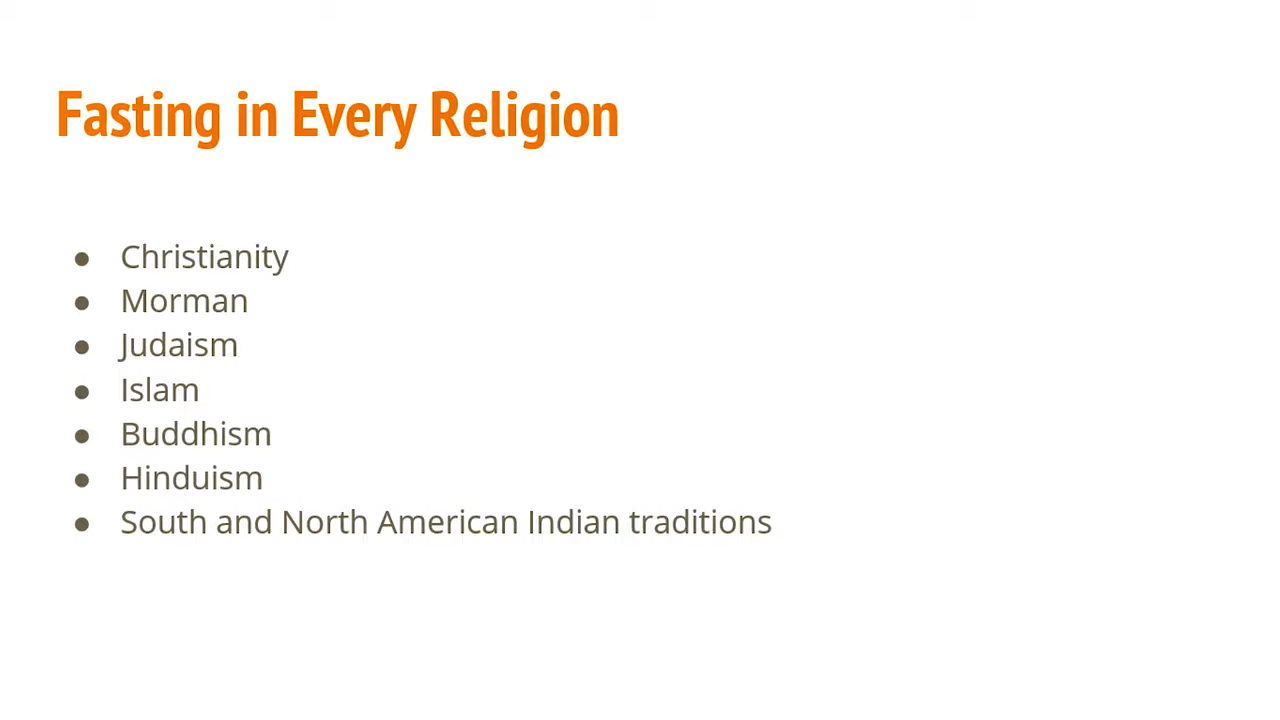 Fasting in Every Religion
● Christianity
● Morman
● Judaism
● Islam
● Buddhism
● Hinduism
● South and North American Indian traditions